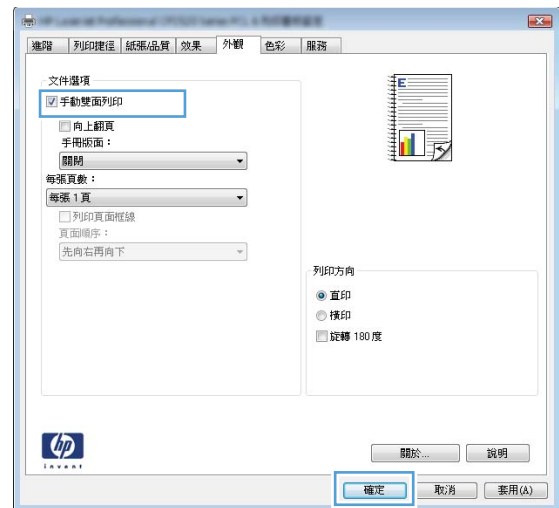 進階 列印捷徑 紙張/品質 效果 外觀 色彩 服務
文件選項
手動雙面列印
向上翻頁
手冊版面：
關閉
每張頁數：
每張 1 頁
列印頁面框線
頁面順序：
先向右再向下
E
列印方向
直印
橫印
旋轉 180 度
hp
invent
關於... 說明
確定 取消 套用(A)